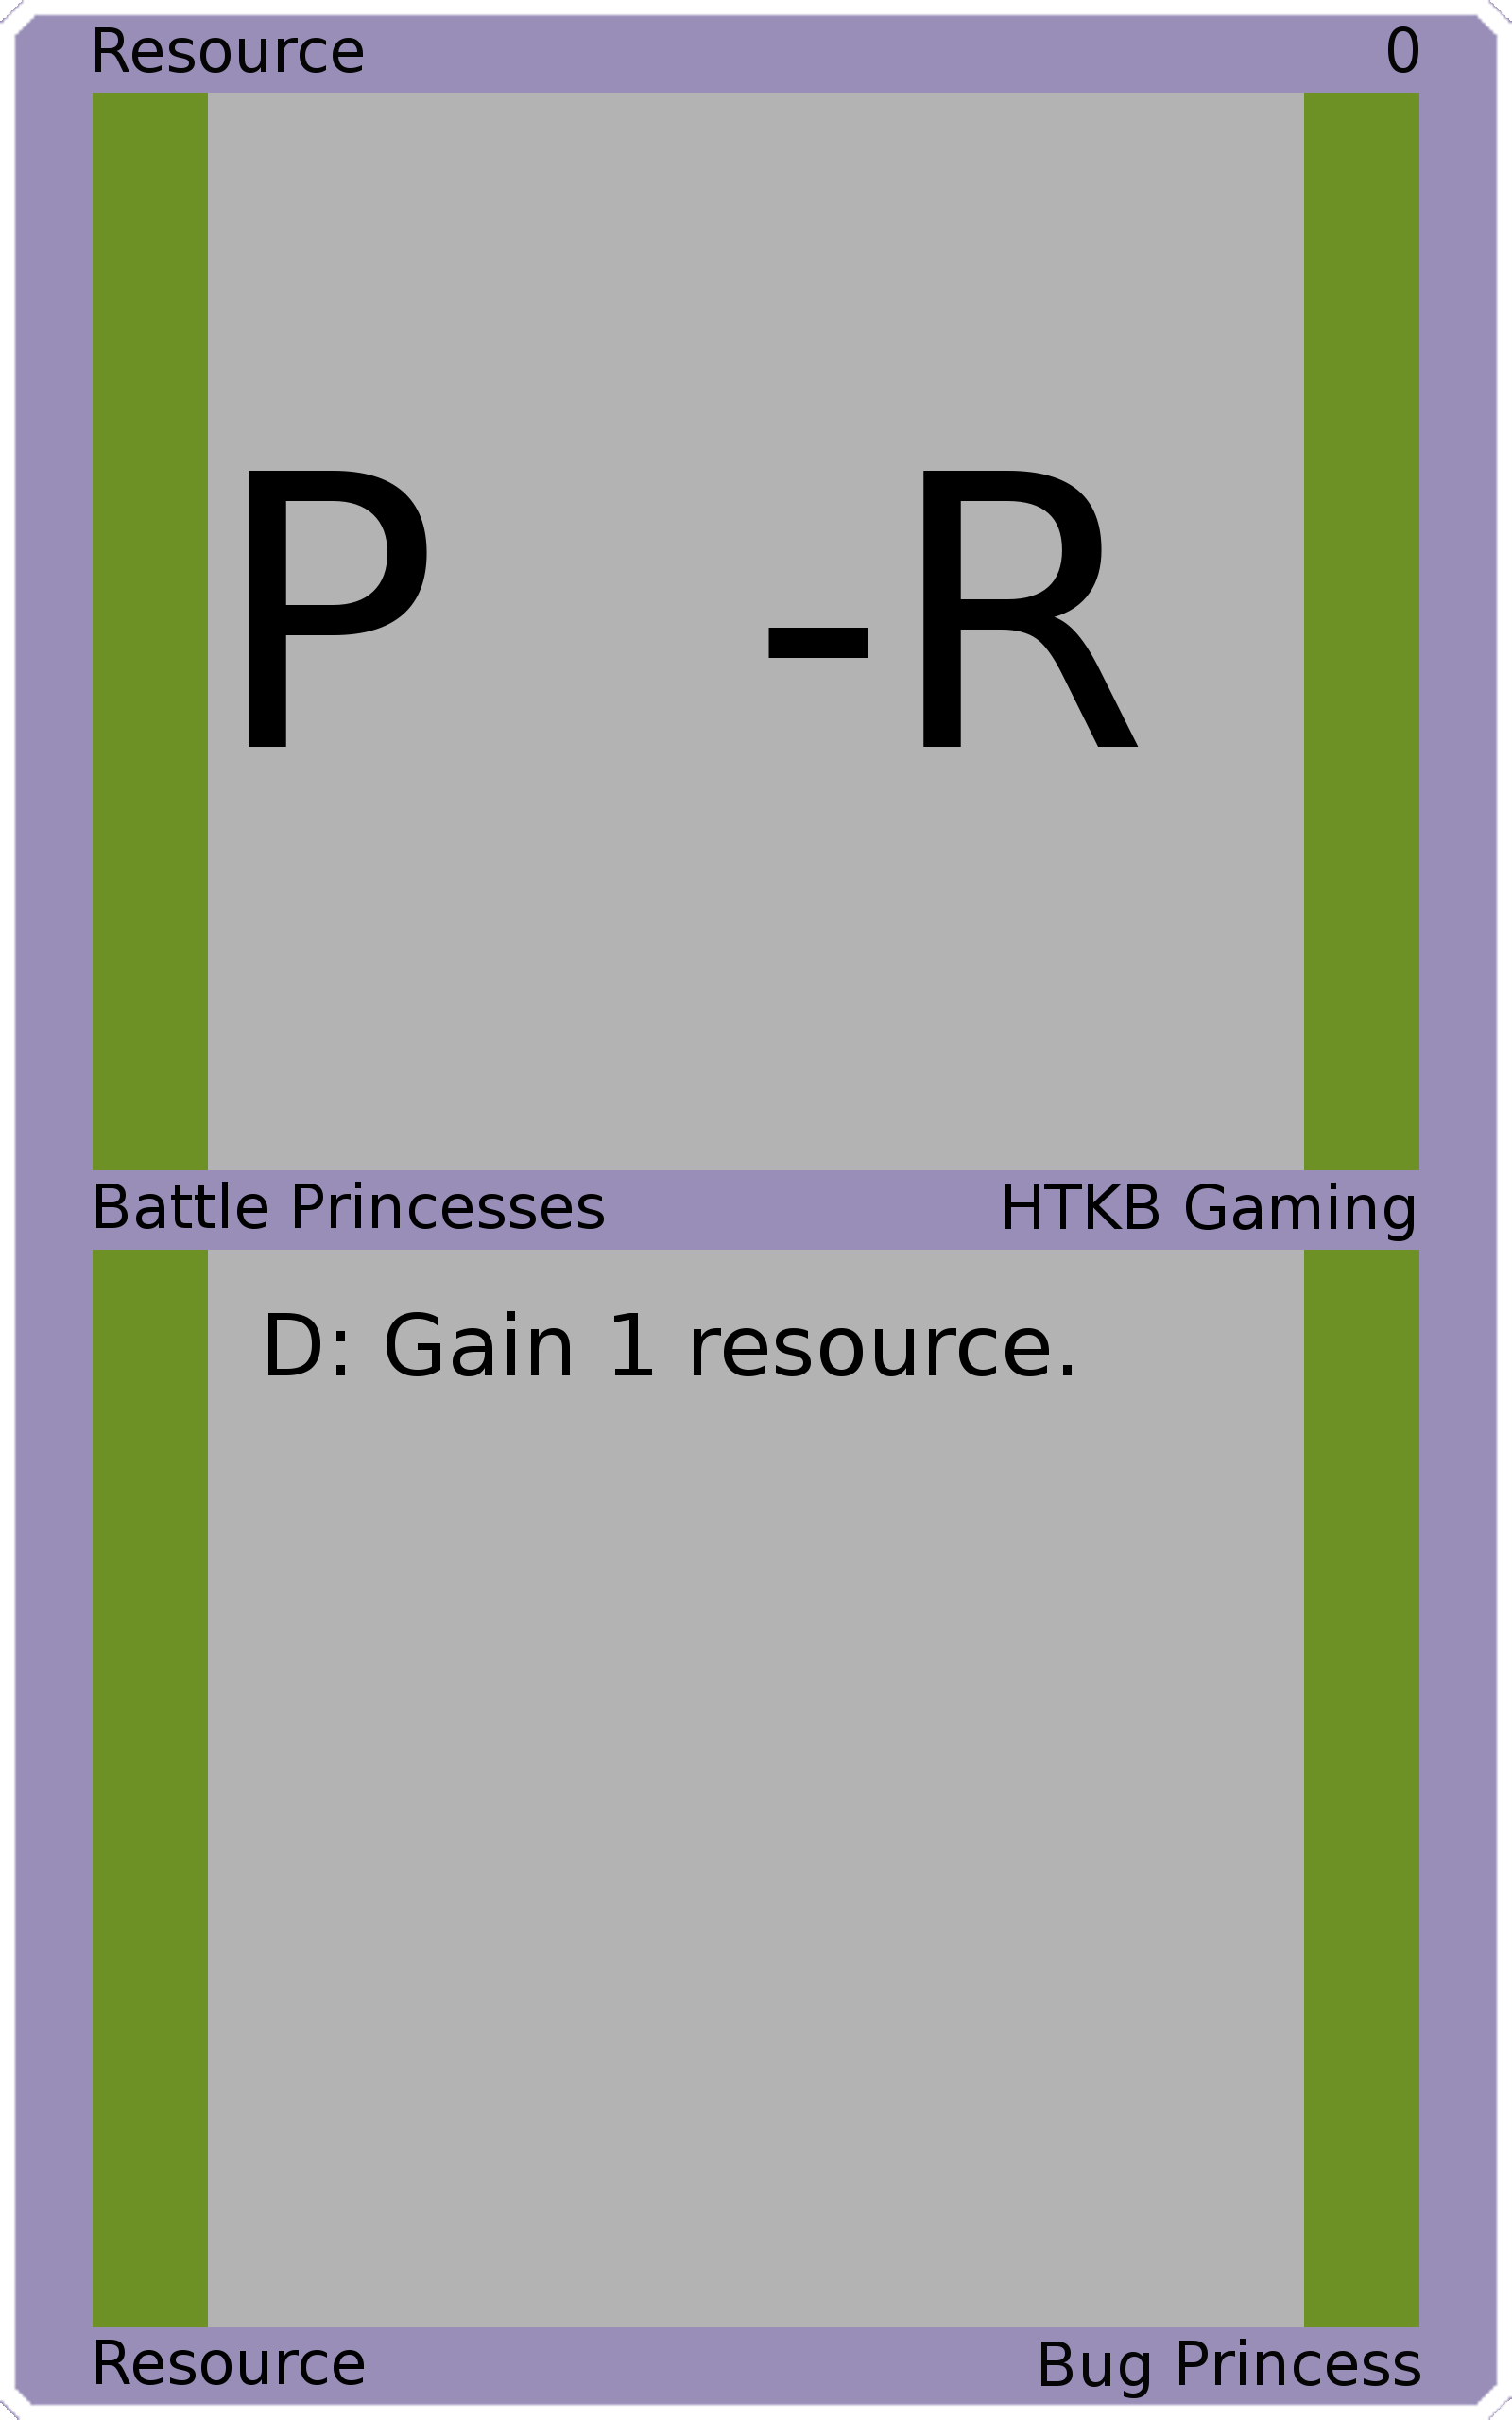 Resource 0
P -R
Battle Princesses HTKB Gaming
D: Gain 1 resource.
Resource Bug Princess